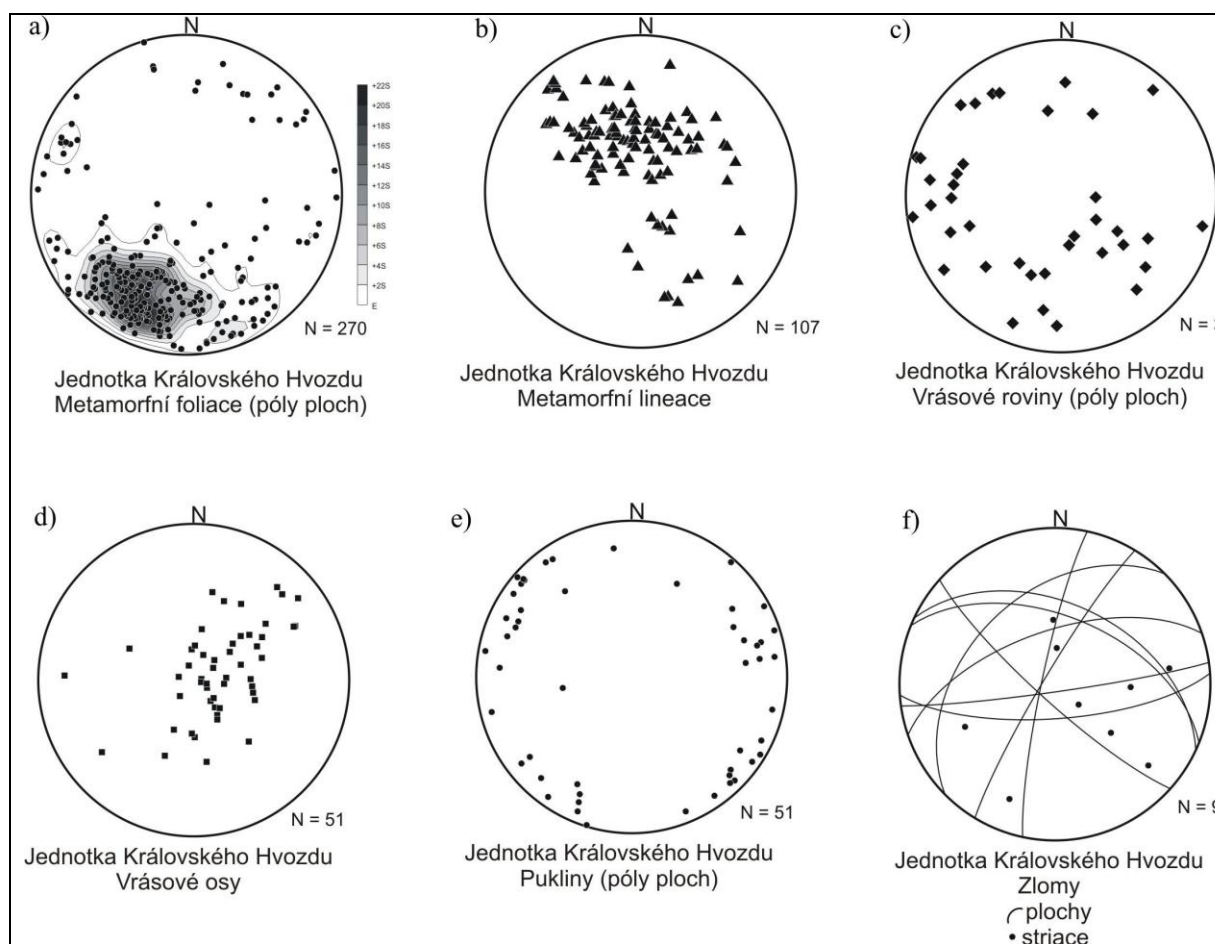 a)
N
+22S
+20S
+18S
+16S
+14S
+12S
+10S
+8S
+6S
+4S
+2S
E
N = 270
Jednotka Královského Hvozdu
Metamorfní foliace (póly ploch)
b)
N
N = 107
Jednotka Královského Hvozdu
Metamorfní lineace
c)
N
N =
Jednotka Královského Hvozdu
Vrásové roviny (póly ploch)
d)
N
N = 51
Jednotka Královského Hvozdu
Vrásové osy
e)
N
N = 51
Jednotka Královského Hvozdu
Pukliny (póly ploch)
f)
N
N = 9
Jednotka Královského Hvozdu
Zlomy
plochy
striace